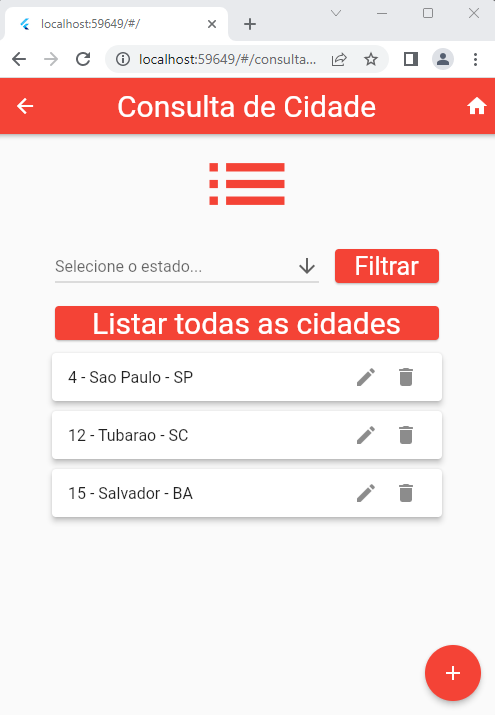 localhost:59649/#/
localhost:59649/#/consulta...
Consulta de Cidade
Selecione o estado...
Filtrar
Listar todas as cidades
4 - Sao Paulo - SP
12 - Tubarao - SC
15 - Salvador - BA